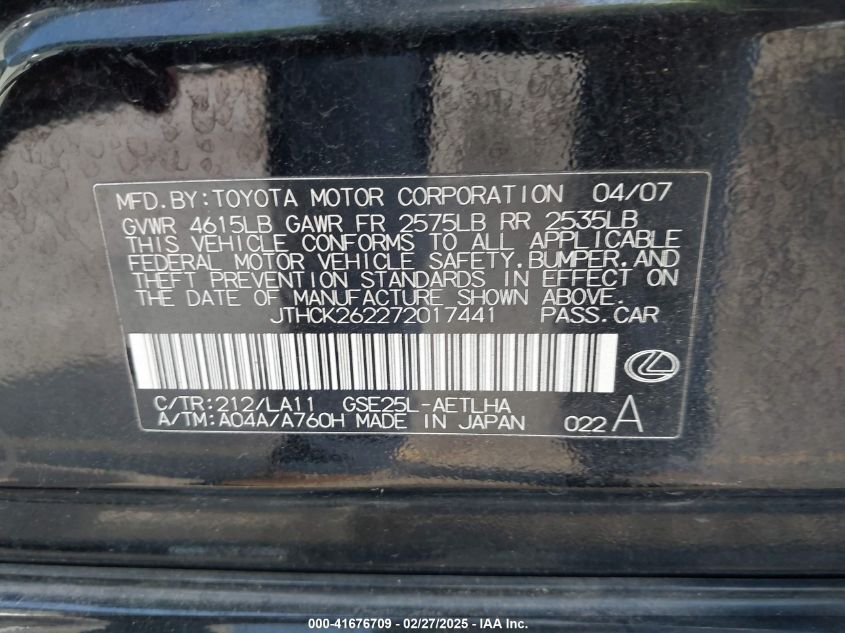 MFD.BY:TOYOTA MOTOR CORPORATION 04/07
GVWR 4615LB GAWR FR 2575LB RR 2535LB
THIS VEHICLE CONFORMS TO ALL APPLICABLE
FEDERAL MOTOR VEHICLE SAFETY,BUMPER,AND
THEFT PREVENTION STANDARDS IN EFFECT ON
THE DATE OF MANUFACTURE SHOWN ABOVE.
JTHCK262272017441 PASS.CAR
C/TR:212/LA11 GSE25L-AETLHA
A/TM:A04A/A760H MADE IN JAPAN 022 A
000-41676709 - 02/27/2025 - IAA Inc.